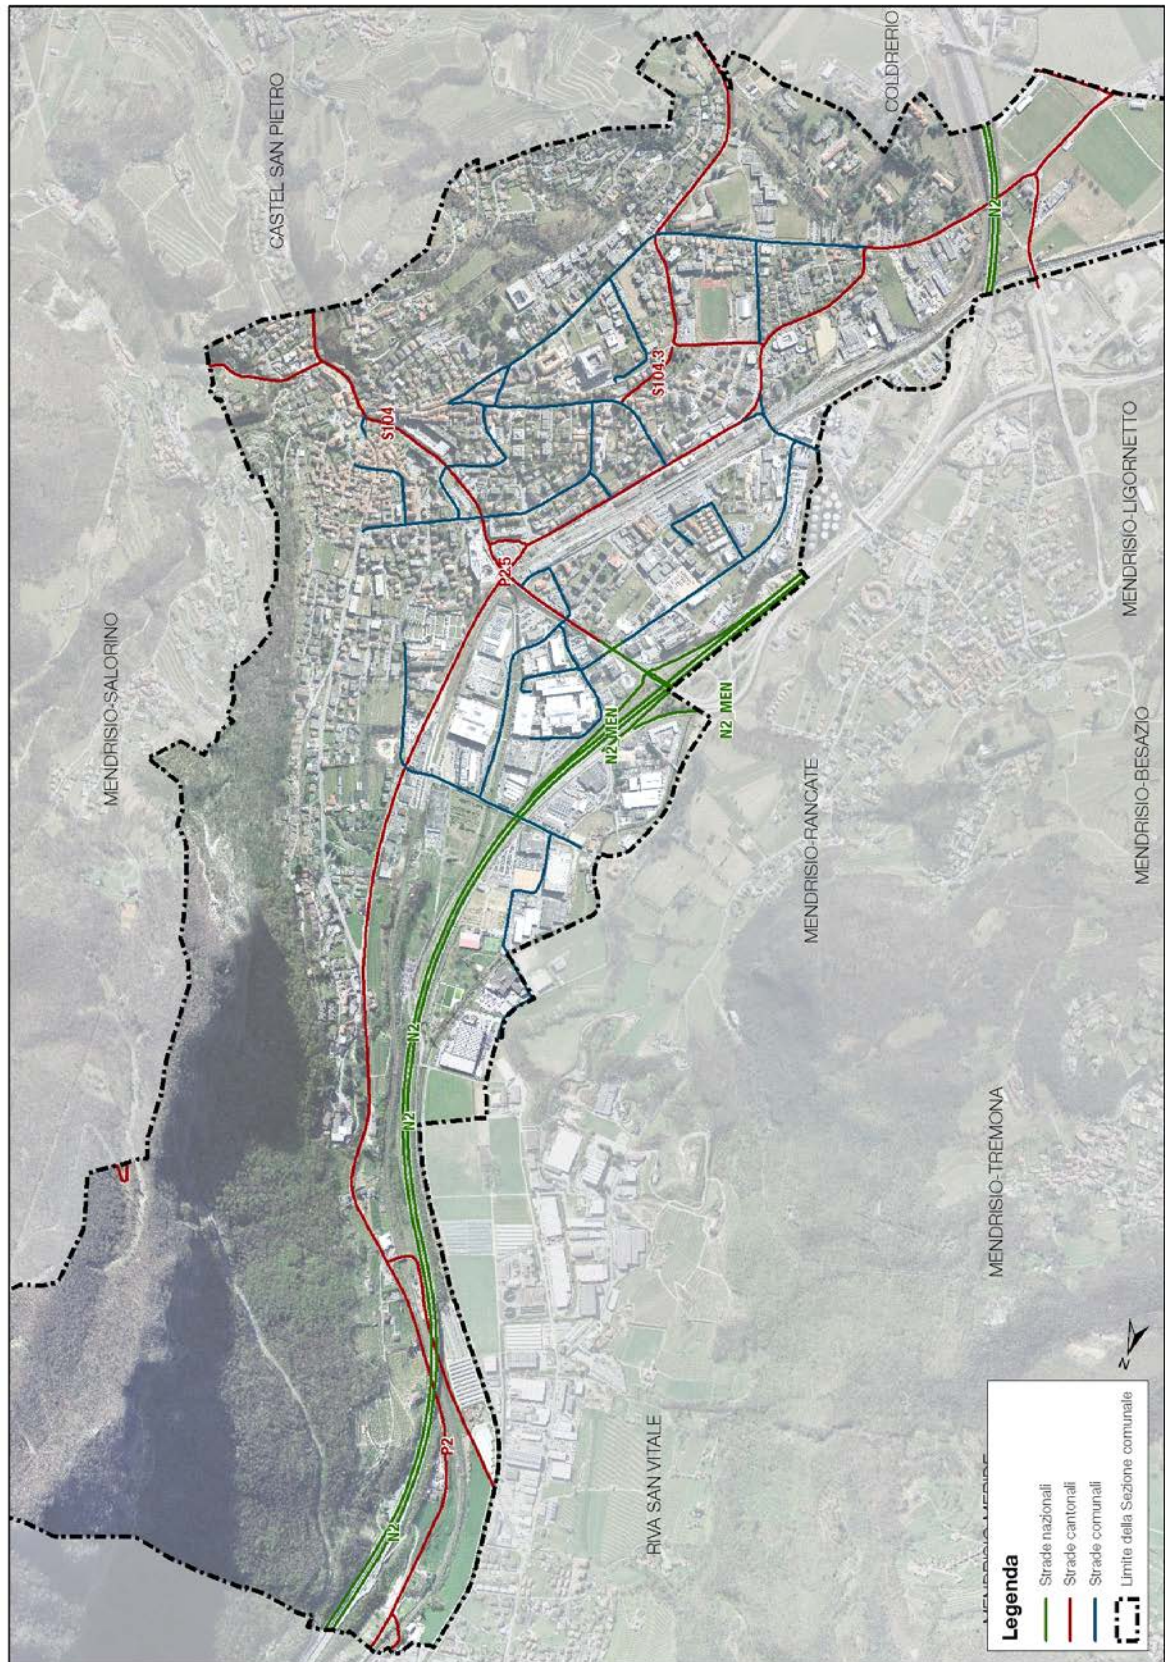 CASTEL SAN PIETRO
COLDRERIO
MENDRISIO-SALORINO
S104
S104.3
P2.5
N2
N2 MEN
N2 MEN
MENDRISIO-LIGORNETTO
MENDRISIO-RANCATE
MENDRISIO-BESAZIO
N2
N2
MENDRISIO-TREMONA
N2
P2
RIVA SAN VITALE
N
Legenda
Strade nazionali
Strade cantonali
Strade comunali
Limite della Sezione comunale